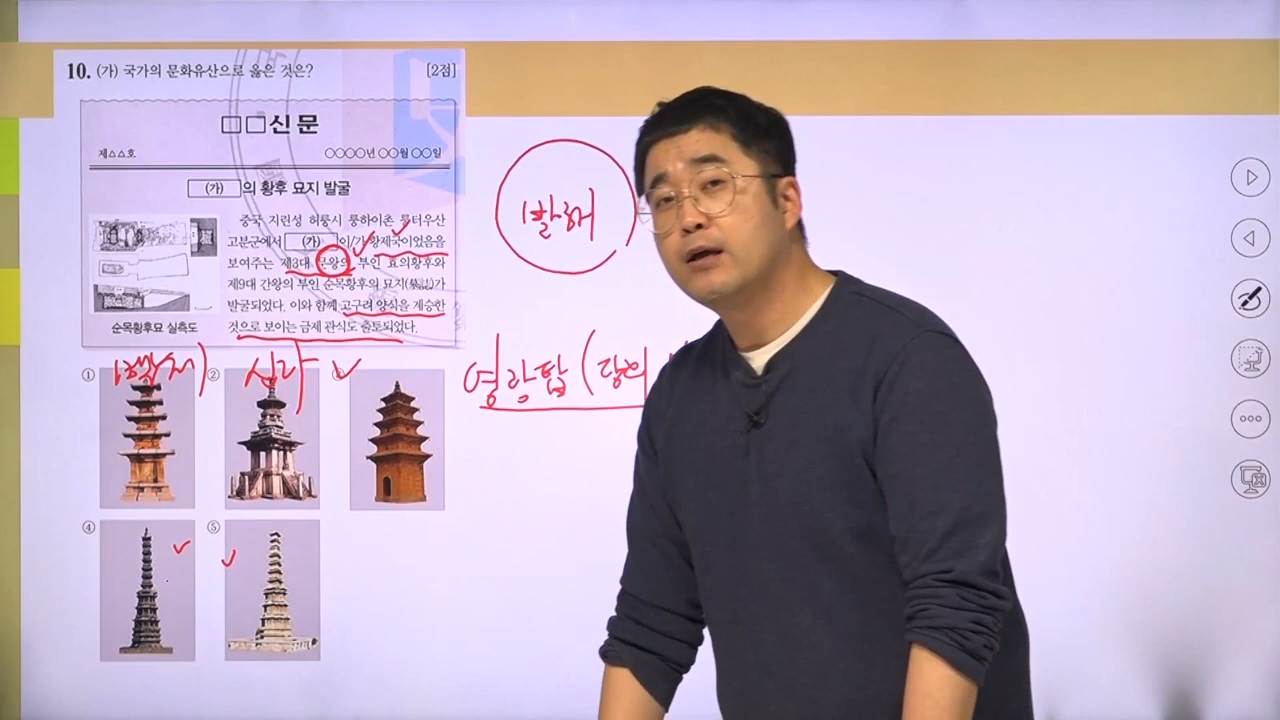 10. (가) 국가의 문화유산으로 옳은 것은? [2점]
□□신문
제△△호 ○○○○년 ○○월 ○○일
(가) 의 황후 묘지 발굴
중국 지린성 허룽시 룽하이촌 룽터우산
고분군에서 (가) 이/가 황제국이었음을
보여주는 제3대 문왕의 부인 효의황후와
제9대 간왕의 부인 순목황후의 묘지(墓誌)가
발굴되었다. 이와 함께 고구려 양식을 계승한
것으로 보이는 금제 관식도 출토되었다.
순목황후묘 실측도
발해
영광탑 (당의
① 백제)
② 신라
④
⑤